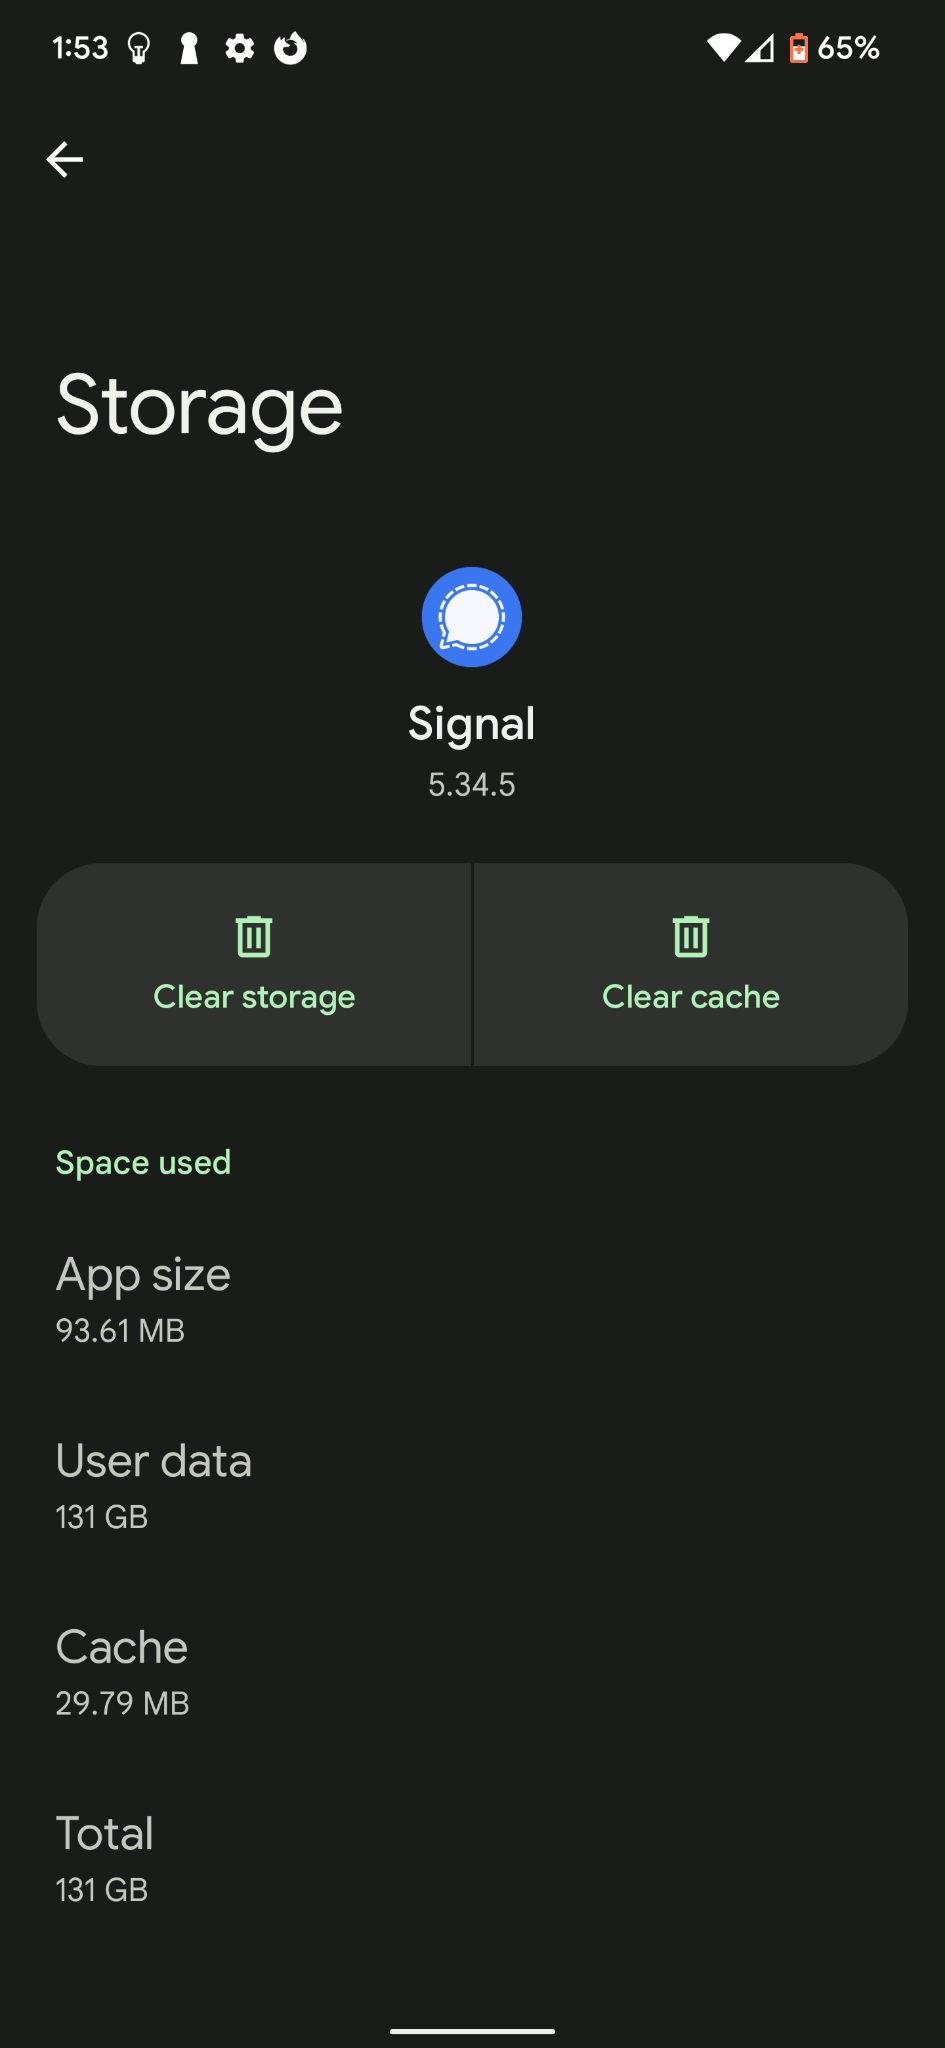 1:53 65%
Storage
Signal
5.34.5
Clear storage Clear cache
Space used
App size
93.61 MB
User data
131 GB
Cache
29.79 MB
Total
131 GB